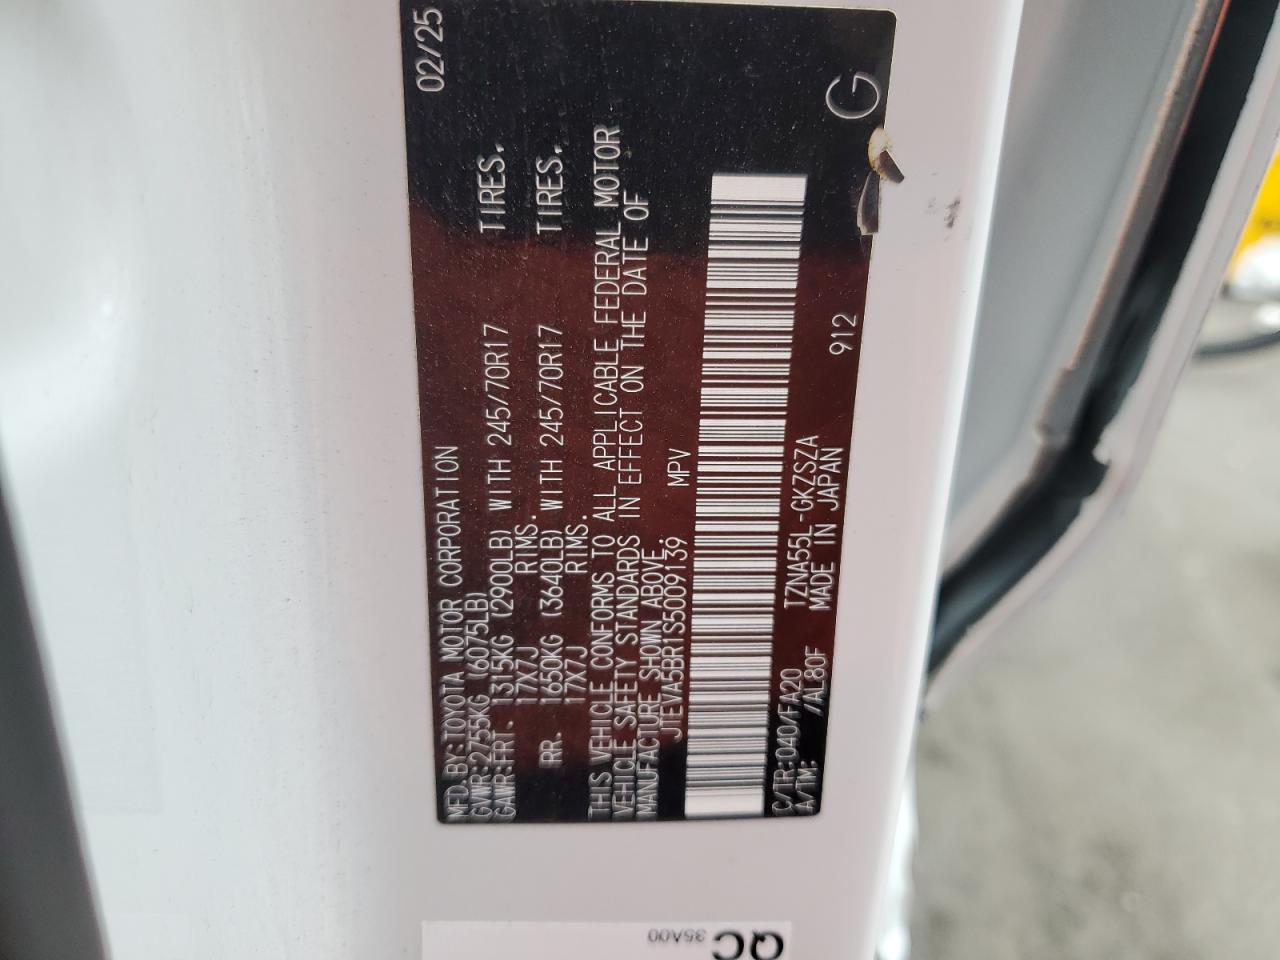 MFD. BY: TOYOTA MOTOR CORPORATION 02/25
GVWR: 2755KG (6075LB)
GAWR: FRT. 1315KG (2900LB) WITH 245/70R17 TIRES.
17X7J RIMS.
RR. 1650KG (3640LB) WITH 245/70R17 TIRES.
17X7J RIMS.
THIS VEHICLE CONFORMS TO ALL APPLICABLE FEDERAL MOTOR
VEHICLE SAFETY STANDARDS IN EFFECT ON THE DATE OF
MANUFACTURE SHOWN ABOVE.
JTEVA5BR1S5009139 MPV
C/TR: 040/FA20 TZNA55L-GKZSZA
A/TM: /AL80F MADE IN JAPAN 912 G
QC
35A00